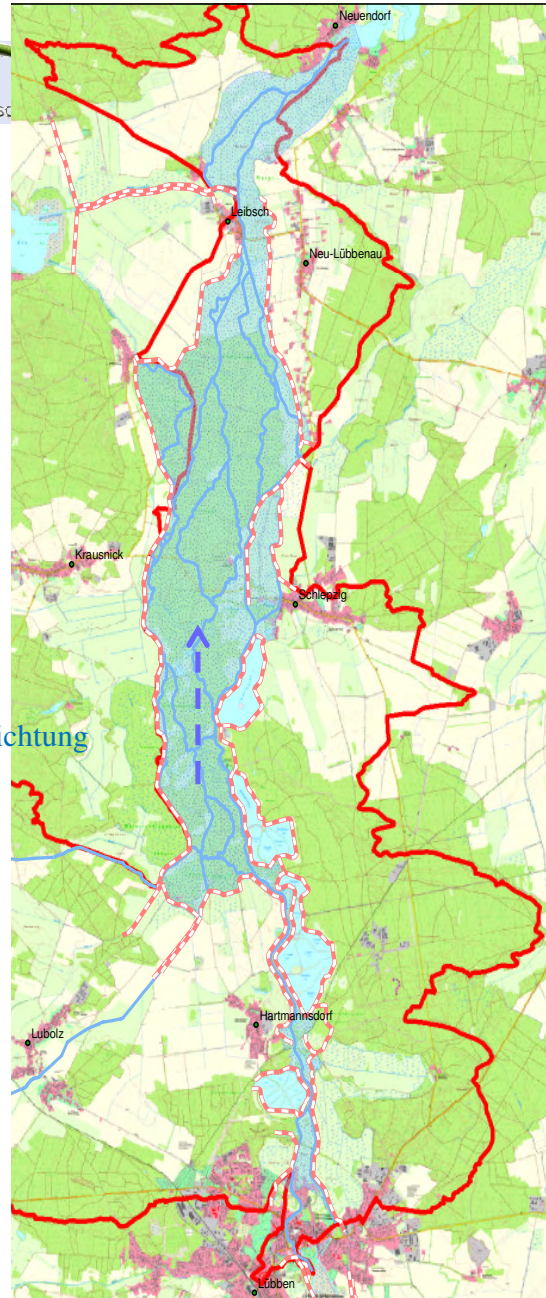 Neuendorf
Leibsch
Neu-Lübbenau
Krausnick
Schlepzig
ichtung
Hartmannsdorf
Lubolz
Lübben